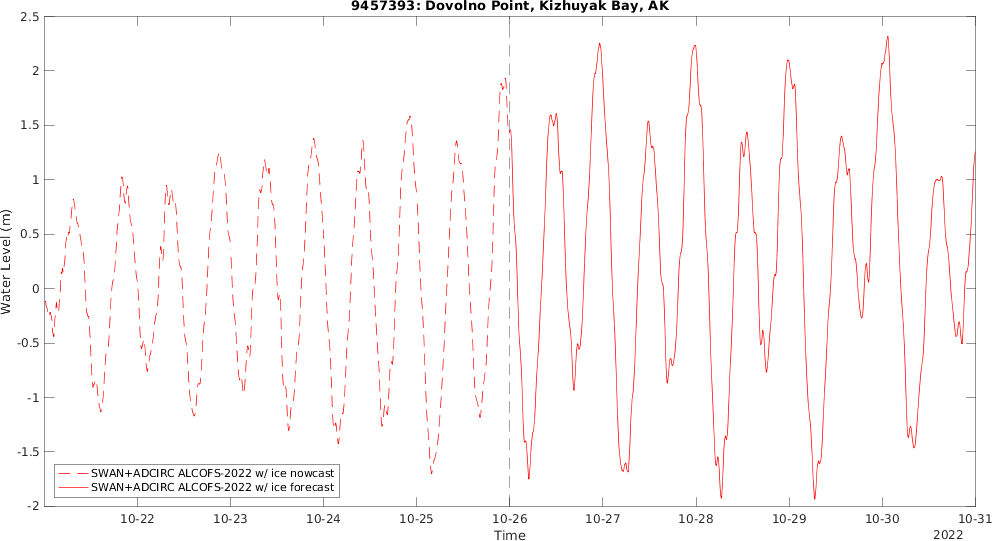 9457393: Dovolno Point, Kizhuyak Bay, AK
2.5
2
1.5
1
0.5
0
-0.5
-1
-1.5
-2
Water Level (m)
SWAN+ADCIRC ALCOFS-2022 w/ ice nowcast
SWAN+ADCIRC ALCOFS-2022 w/ ice forecast
10-22 10-23 10-24 10-25 10-26 10-27 10-28 10-29 10-30 10-31
Time
2022